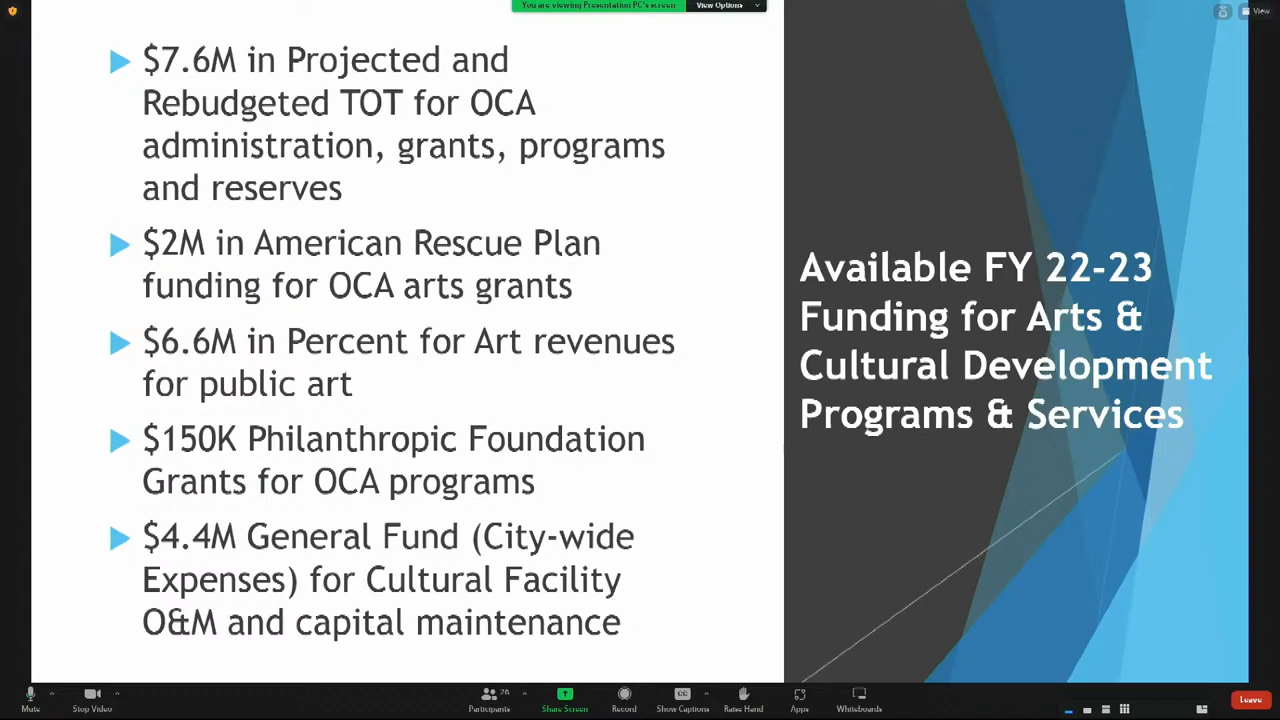 You are viewing Presentation PC's screen
View Options
View
$7.6M in Projected and
Rebudgeted TOT for OCA
administration, grants, programs
and reserves
$2M in American Rescue Plan
funding for OCA arts grants
$6.6M in Percent for Art revenues
for public art
$150K Philanthropic Foundation
Grants for OCA programs
$4.4M General Fund (City-wide
Expenses) for Cultural Facility
O&M and capital maintenance
Available FY 22-23
Funding for Arts &
Cultural Development
Programs & Services
Mute
Stop Video
Participants
Share Screen
Record
Show Captions
Raise Hand
Apps
Whiteboards
Leave